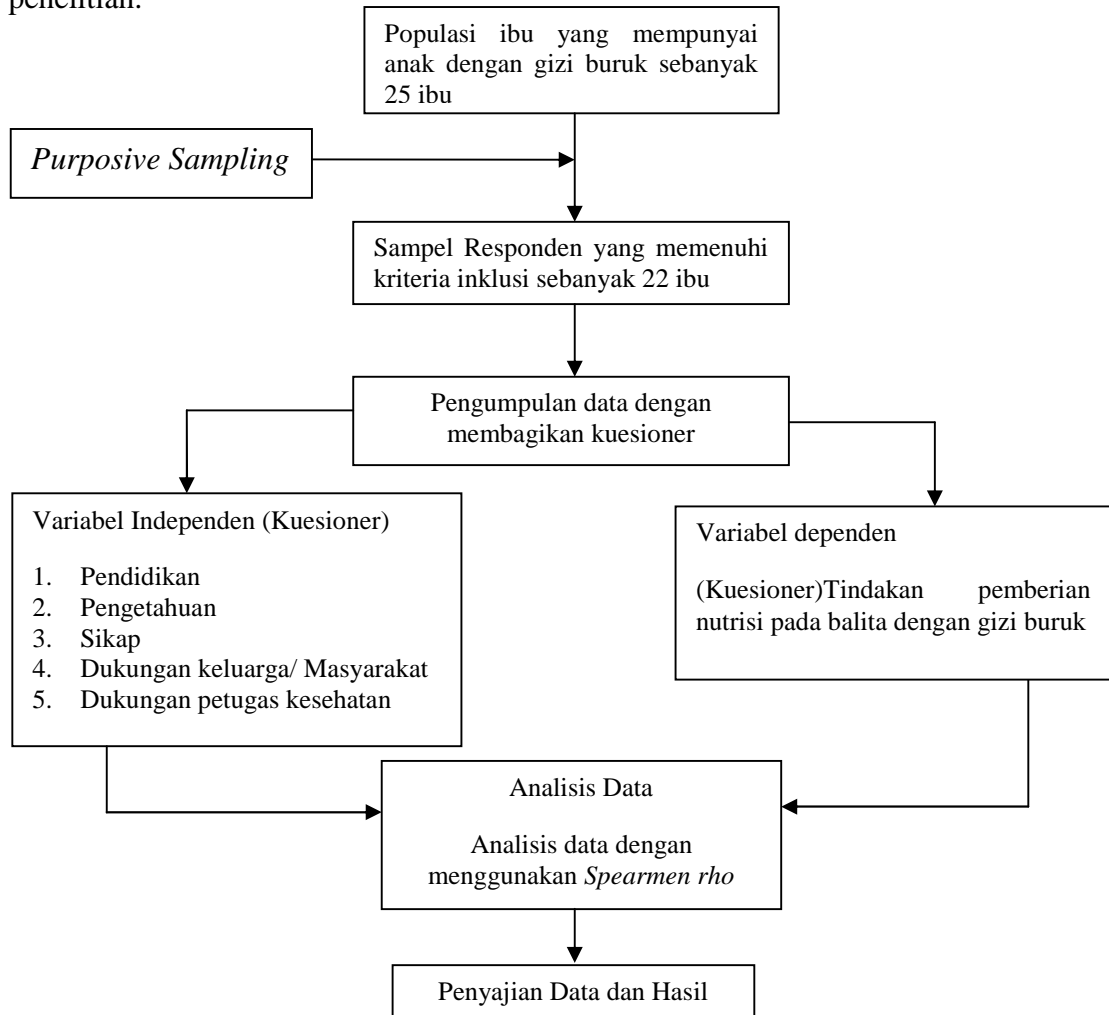 penelitian.
Populasi ibu yang mempunyai
anak dengan gizi buruk sebanyak
25 ibu
Purposive Sampling
Sampel Responden yang memenuhi
kriteria inklusi sebanyak 22 ibu
Pengumpulan data dengan
membagikan kuesioner
Variabel Independen (Kuesioner)
1. Pendidikan
2. Pengetahuan
3. Sikap
4. Dukungan keluarga/ Masyarakat
5. Dukungan petugas kesehatan
Variabel dependen
(Kuesioner)Tindakan pemberian
nutrisi pada balita dengan gizi buruk
Analisis Data
Analisis data dengan
menggunakan Spearmen rho
Penyajian Data dan Hasil